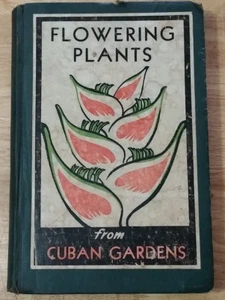 FLOWERING
PLANTS
from
CUBAN GARDENS